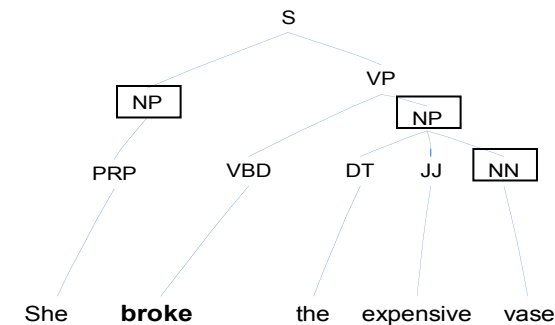 S
VP
NP
NP
PRP VBD DT JJ NN
She broke the expensive vase